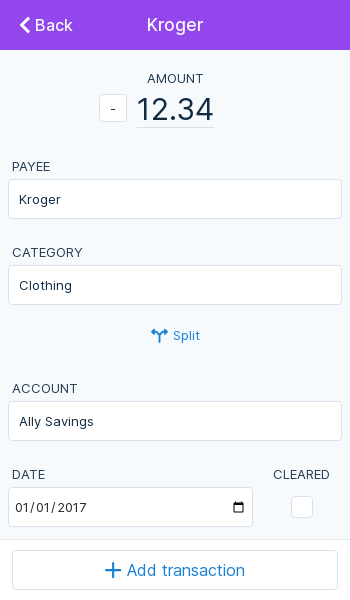 Back
Kroger
AMOUNT
- 12.34
PAYEE
Kroger
CATEGORY
Clothing
Split
ACCOUNT
Ally Savings
DATE CLEARED
01/01/2017
Add transaction